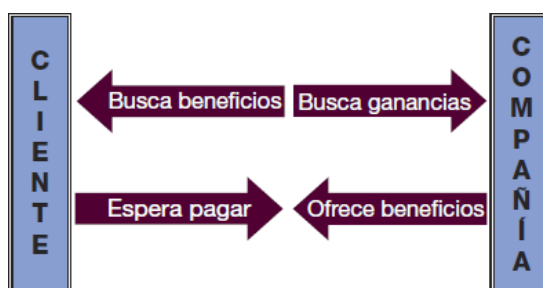 CLIENTE
Busca beneficios
Busca ganancias
Espera pagar
Ofrece beneficios
COMPAÑÍA